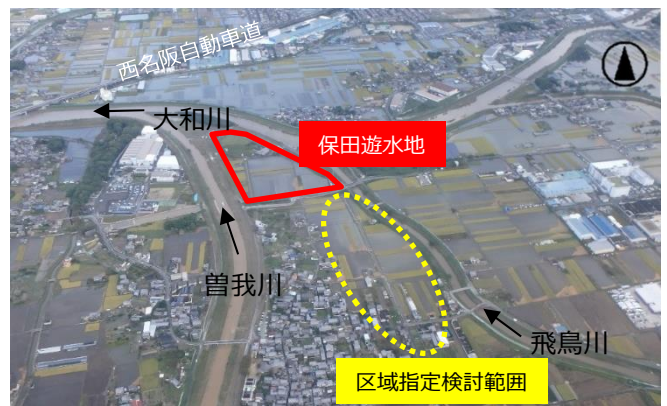 西名阪自動車道
大和川
保田遊水地
曽我川
飛鳥川
区域指定検討範囲